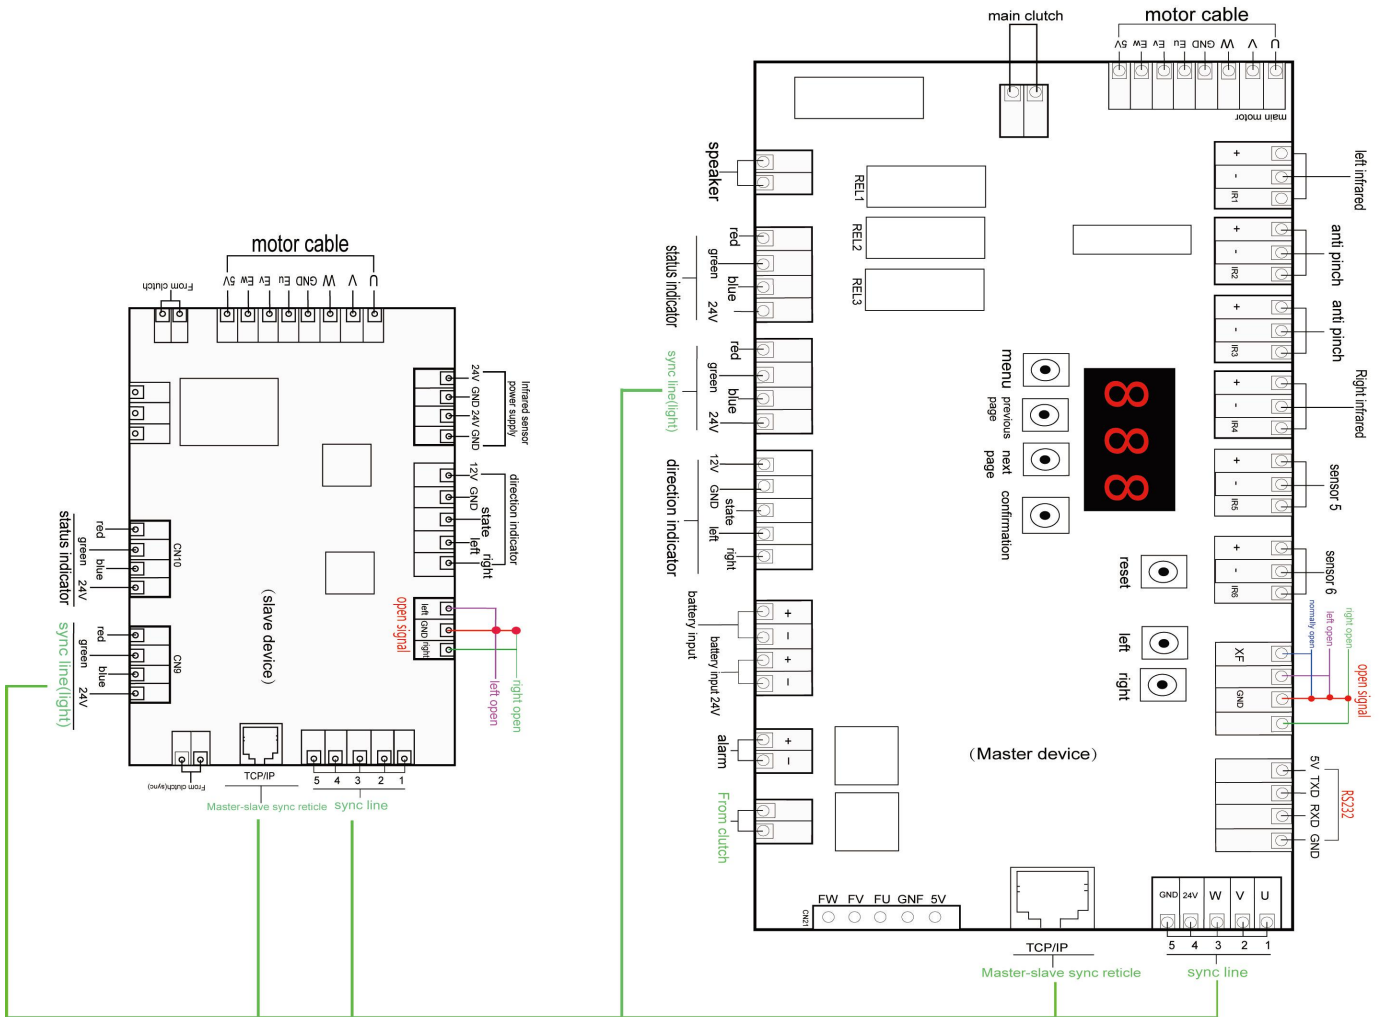 motor cable
From clutch
5V
Ew
Ev
Eu
GND
W
V
U
24V
GND
24V
GND
Infrared sensor
power supply
12V
GND
state
left
right
direction indicator
left
GND
right
open signal
left open
right open
status indicator
red
green
blue
24V
CN10
sync line(light)
red
green
blue
24V
CN9
(slave device)
From clutch(sync)
TCP/IP
Master-slave sync reticle
5 4 3 2 1
sync line
main clutch
motor cable
5V
Ew
Ev
Eu
GND
W
V
U
main motor
speaker
REL1
REL2
REL3
status indicator
red
green
blue
24V
sync line(light)
red
green
blue
24V
direction indicator
12V
GND
state
left
right
battery input
+
−
battery input 24V
+
−
alarm
+
−
From clutch
menu
previous
page
next
page
confirmation
888
reset
left
right
(Master device)
+
-
IR1
left infrared
+
-
IR2
anti pinch
+
-
IR3
anti pinch
+
-
IR4
Right infrared
+
-
IR5
sensor 5
+
-
IR6
sensor 6
normally open
left open
right open
XF
GND
open signal
5V
TXD
RXD
GND
RS232
CN21
FW FV FU GNF 5V
TCP/IP
Master-slave sync reticle
GND 24V W V U
5 4 3 2 1
sync line